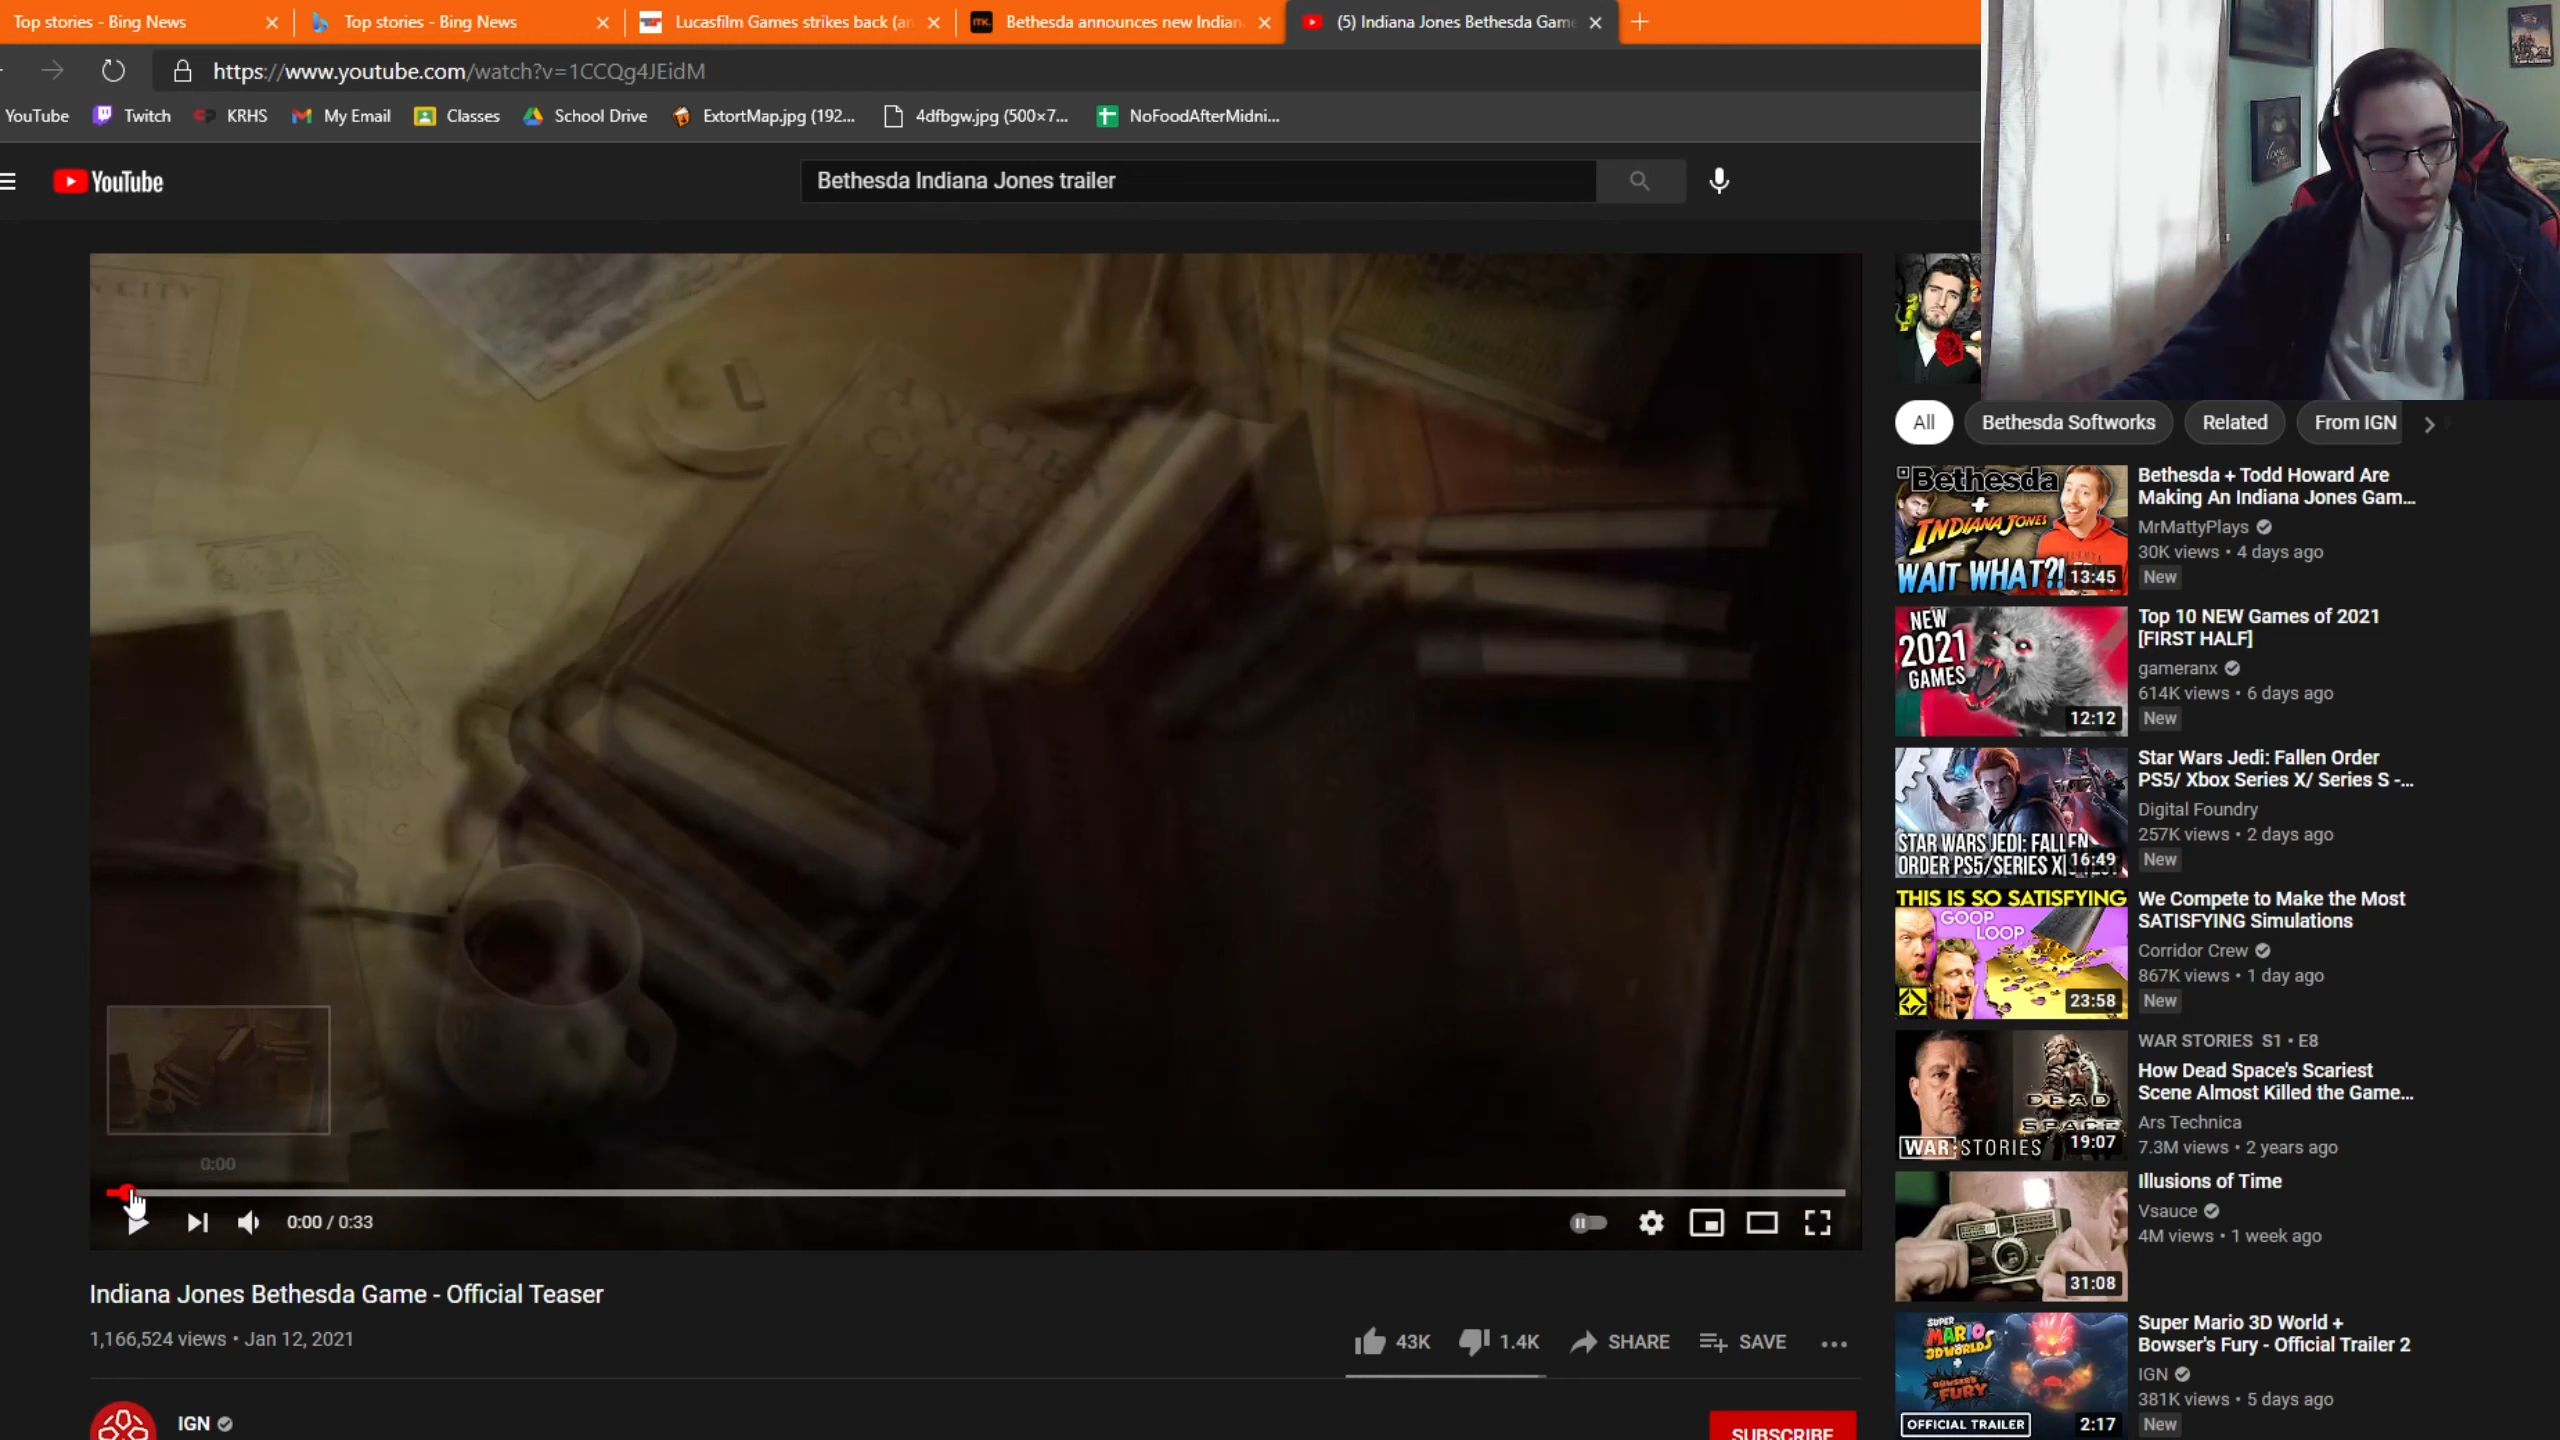 Top stories - Bing News
Top stories - Bing News
Lucasfilm Games strikes back (an
Bethesda announces new Indian
(5) Indiana Jones Bethesda Game
https://www.youtube.com/watch?v=1CCQg4JEidM
YouTube
Twitch
KRHS
My Email
Classes
School Drive
ExtortMap.jpg (192...
4dfbgw.jpg (500×7...
NoFoodAfterMidni...
YouTube
Bethesda Indiana Jones trailer
All
Bethesda Softworks
Related
From IGN
Bethesda
+
INDIANA JONES
WAIT WHAT?!
13:45
Bethesda + Todd Howard Are
Making An Indiana Jones Gam...
MrMattyPlays
30K views • 4 days ago
New
NEW
2021
GAMES
12:12
Top 10 NEW Games of 2021
[FIRST HALF]
gameranx
614K views • 6 days ago
New
STAR WARS JEDI: FALLEN
ORDER PS5/SERIES X
16:49
Star Wars Jedi: Fallen Order
PS5/ Xbox Series X/ Series S -...
Digital Foundry
257K views • 2 days ago
New
THIS IS SO SATISFYING
GOOP
LOOP
23:58
We Compete to Make the Most
SATISFYING Simulations
Corridor Crew
867K views • 1 day ago
New
DEAD
SPACE
WAR STORIES
19:07
WAR STORIES S1 • E8
How Dead Space's Scariest
Scene Almost Killed the Game...
Ars Technica
7.3M views • 2 years ago
31:08
Illusions of Time
Vsauce
4M views • 1 week ago
SUPER
MARIO
3D WORLD
+
BOWSER'S
FURY
OFFICIAL TRAILER
2:17
Super Mario 3D World +
Bowser's Fury - Official Trailer 2
IGN
381K views • 5 days ago
New
CITY
0:00
0:00 / 0:33
Indiana Jones Bethesda Game - Official Teaser
1,166,524 views • Jan 12, 2021
43K
1.4K
SHARE
SAVE
IGN
SUBSCRIBE